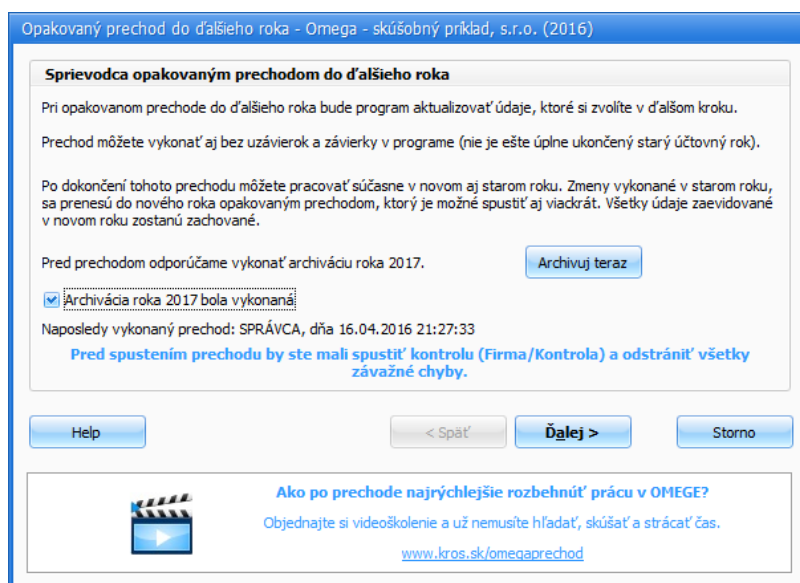 Opakovaný prechod do ďalšieho roka - Omega - skúšobný príklad, s.r.o. (2016)
Sprievodca opakovaným prechodom do ďalšieho roka
Pri opakovanom prechode do ďalšieho roka bude program aktualizovať údaje, ktoré si zvolíte v ďalšom kroku.
Prechod môžete vykonať aj bez uzávierok a závierky v programe (nie je ešte úplne ukončený starý účtovný rok).
Po dokončení tohoto prechodu môžete pracovať súčasne v novom aj starom roku. Zmeny vykonané v starom roku,
sa prenesú do nového roka opakovaným prechodom, ktorý je možné spustiť aj viackrát. Všetky údaje zaevidované
v novom roku zostanú zachované.
Pred prechodom odporúčame vykonať archiváciu roka 2017.
Archivuj teraz
Archivácia roka 2017 bola vykonaná
Naposledy vykonaný prechod: SPRÁVCA, dňa 16.04.2016 21:27:33
Pred spustením prechodu by ste mali spustiť kontrolu (Firma/Kontrola) a odstrániť všetky
závažné chyby.
Help
< Späť
Ďalej >
Storno
Ako po prechode najrýchlejšie rozbehnúť prácu v OMEGE?
Objednajte si videoškolenie a už nemusíte hľadať, skúšať a strácať čas.
www.kros.sk/omegaprechod